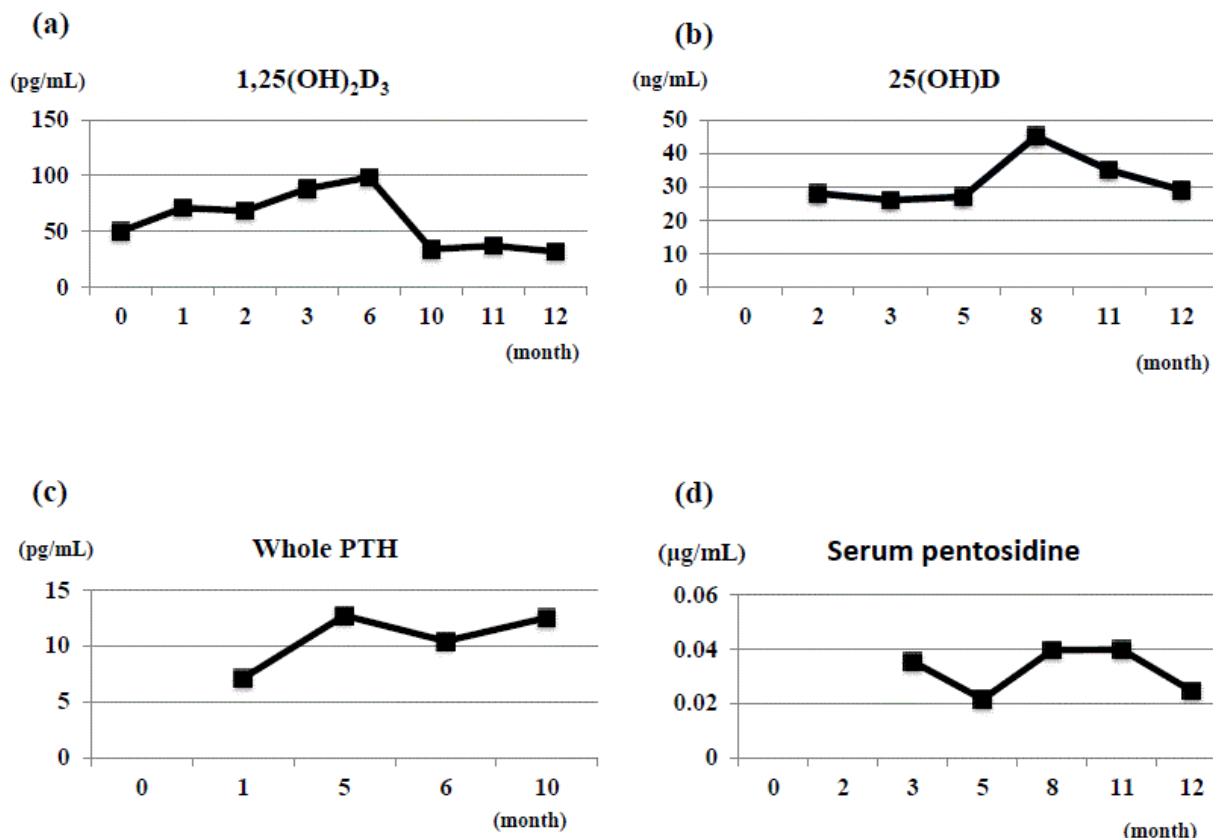 (a)
(pg/mL)
1,25(OH)₂D₃
150
100
50
0
0 1 2 3 6 10 11 12
(month)
(b)
(ng/mL)
25(OH)D
50
40
30
20
10
0
0 2 3 5 8 11 12
(month)
(c)
(pg/mL)
Whole PTH
15
10
5
0
0 1 5 6 10
(month)
(d)
(μg/mL)
Serum pentosidine
0.06
0.04
0.02
0
0 2 3 5 8 11 12
(month)